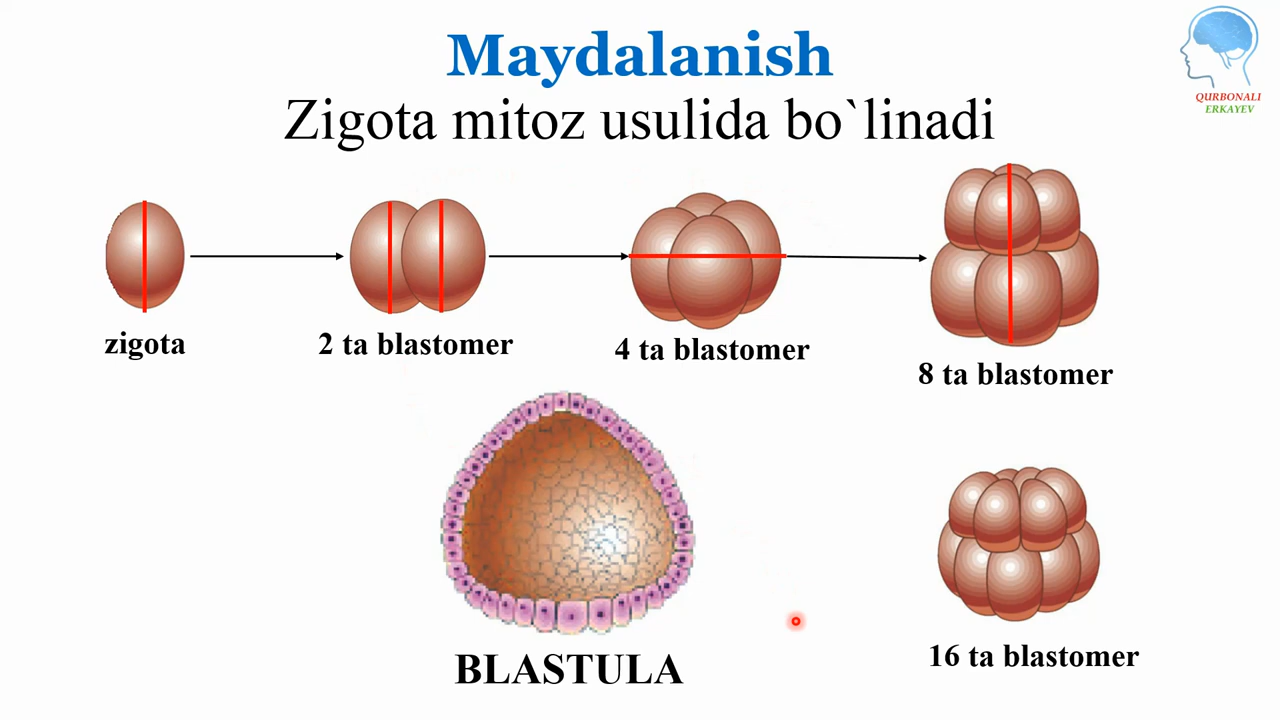 Maydalanish
Zigota mitoz usulida bo`linadi
QURBONALI
ERKAYEV
zigota
2 ta blastomer
4 ta blastomer
8 ta blastomer
BLASTULA
16 ta blastomer